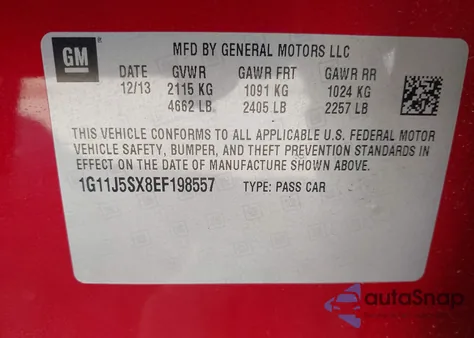 GM
MFD BY GENERAL MOTORS LLC
DATE GVWR GAWR FRT GAWR RR
12/13 2115 KG 1091 KG 1024 KG
4662 LB 2405 LB 2257 LB
THIS VEHICLE CONFORMS TO ALL APPLICABLE U.S. FEDERAL MOTOR
VEHICLE SAFETY, BUMPER, AND THEFT PREVENTION STANDARDS IN
EFFECT ON THE DATE OF MANUFACTURE SHOWN ABOVE.
1G11J5SX8EF198557 TYPE: PASS CAR
autoSnap